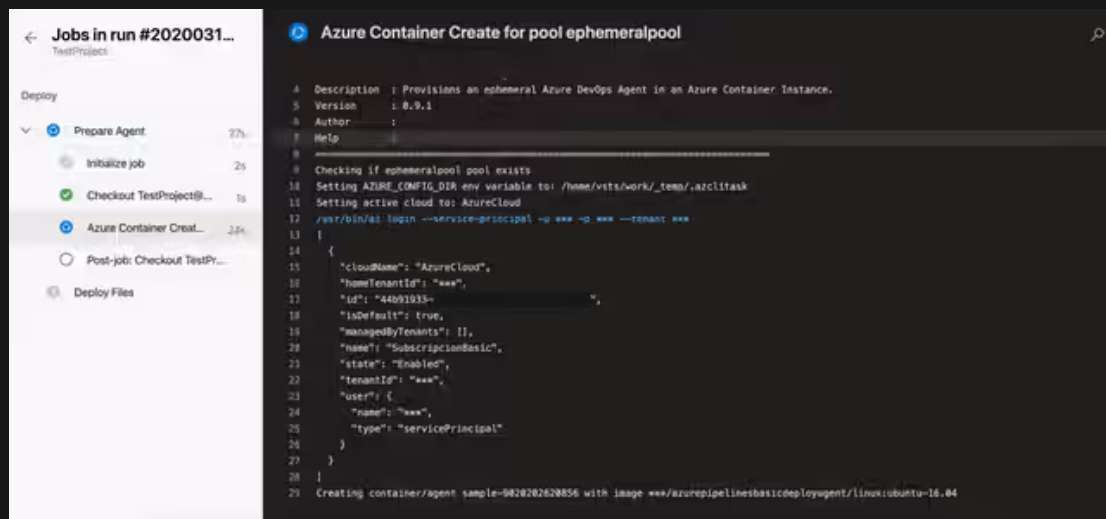 Jobs in run #2020031...
TestProject
Deploy
Prepare Agent
27s
Initialize job
2s
Checkout TestProject@...
1s
Azure Container Creat...
Post-job: Checkout TestPr...
Deploy Files
Azure Container Create for pool ephemeralpool
4 Description : Provisions an ephemeral Azure DevOps Agent in an Azure Container Instance.
5 Version : 0.9.1
6 Author :
7 Help :
8 ==============================================================================
9 Checking if ephemeralpool pool exists
10 Setting AZURE_CONFIG_DIR env variable to: /home/vsts/work/_temp/.azclitask
11 Setting active cloud to: AzureCloud
12 /usr/bin/az login --service-principal -u *** -p *** --tenant ***
13 [
14 {
15 "cloudName": "AzureCloud",
16 "homeTenantId": "***",
17 "id": "44b91933- ",
18 "isDefault": true,
19 "managedByTenants": [],
20 "name": "SubscripcionBasic",
21 "state": "Enabled",
22 "tenantId": "***",
23 "user": {
24 "name": "***",
25 "type": "servicePrincipal"
26 }
27 }
28 ]
29 Creating container/agent with image ***/azurepipelinesbasicdeployagent/linux:ubuntu-16.04